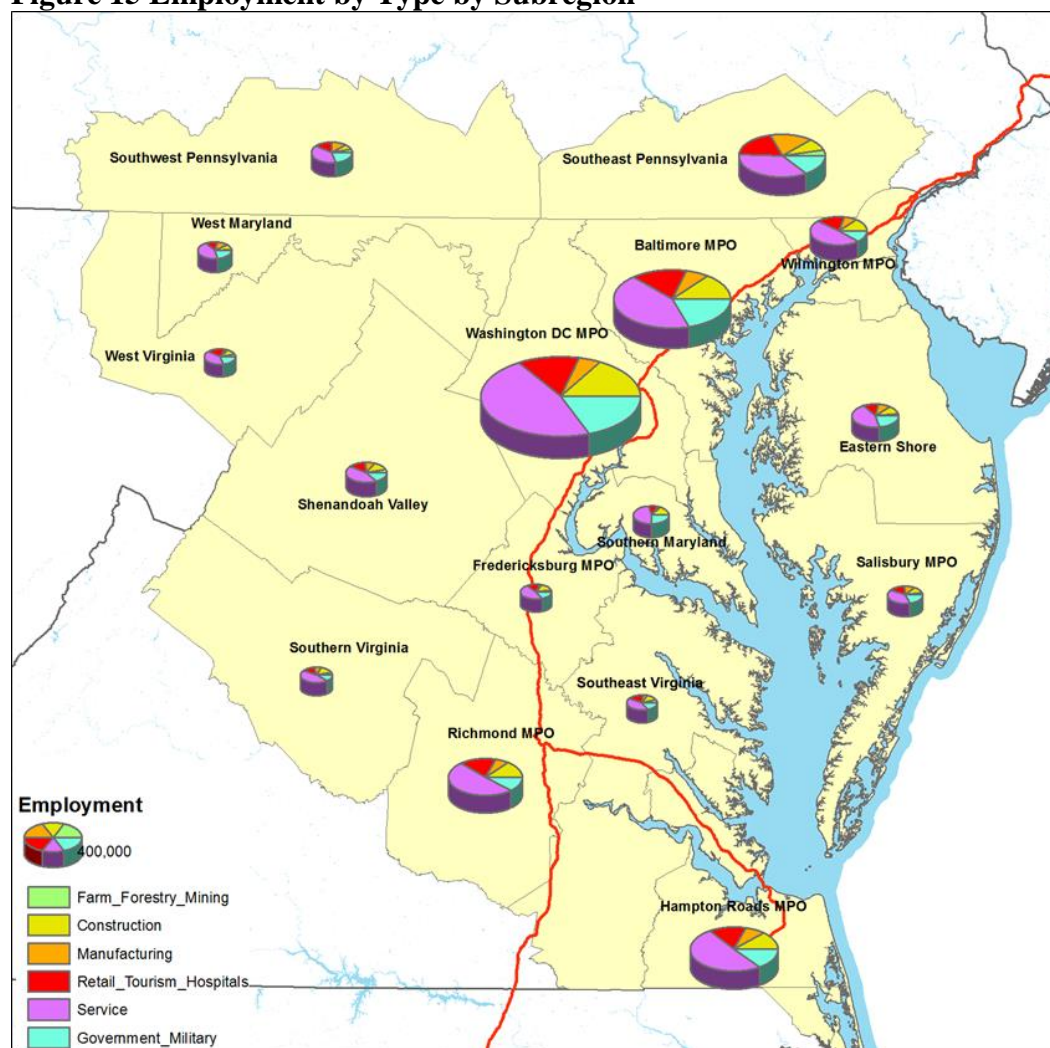 Figure 15 Employment by Type by Subregion
Southwest Pennsylvania
Southeast Pennsylvania
West Maryland
Baltimore MPO
Wilmington MPO
Washington DC MPO
West Virginia
Eastern Shore
Shenandoah Valley
Southern Maryland
Fredericksburg MPO
Salisbury MPO
Southern Virginia
Southeast Virginia
Richmond MPO
Hampton Roads MPO
Employment
400,000
Farm_Forestry_Mining
Construction
Manufacturing
Retail_Tourism_Hospitals
Service
Government_Military